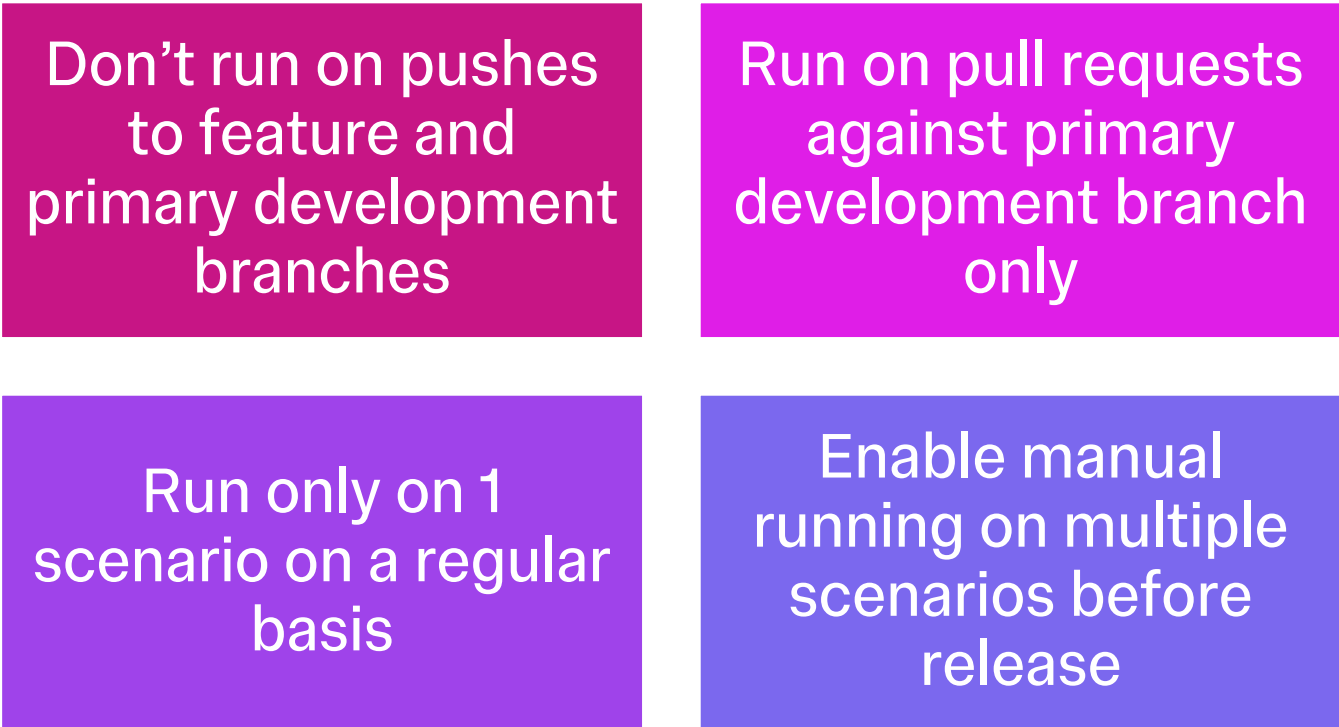 Don’t run on pushes
to feature and
primary development
branches
Run on pull requests
against primary
development branch
only
Run only on 1
scenario on a regular
basis
Enable manual
running on multiple
scenarios before
release